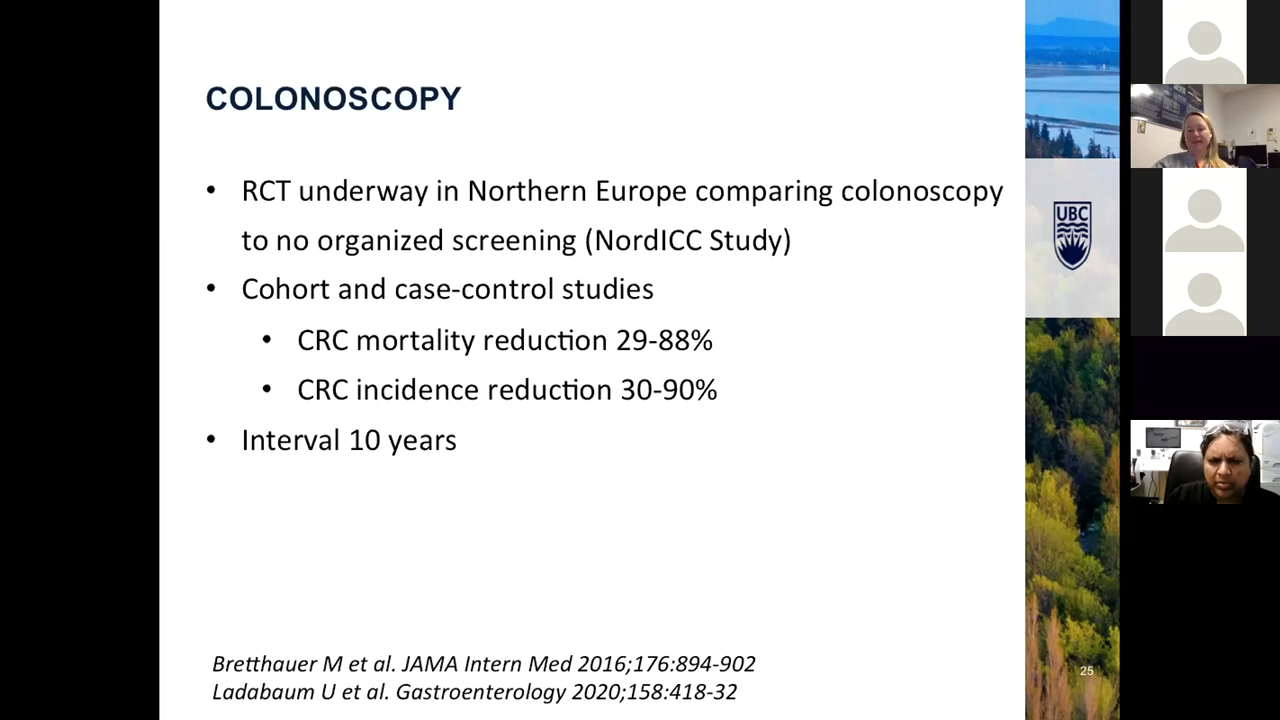 COLONOSCOPY
• RCT underway in Northern Europe comparing colonoscopy
to no organized screening (NordICC Study)
• Cohort and case-control studies
• CRC mortality reduction 29-88%
• CRC incidence reduction 30-90%
• Interval 10 years
Bretthauer M et al. JAMA Intern Med 2016;176:894-902
Ladabaum U et al. Gastroenterology 2020;158:418-32
UBC
25